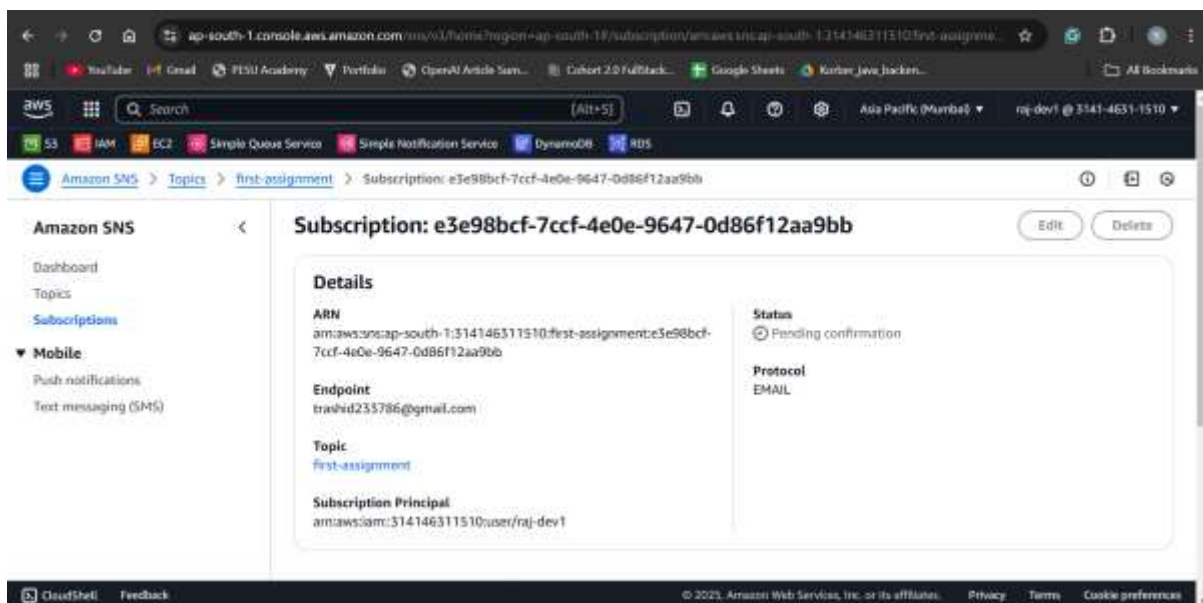 ap-south-1.console.aws.amazon.com
YouTube Gmail PESU Academy Portfolio OpenAI Article Sum... Cohort 2.0 FullStack... Google Sheets All Bookmarks
aws Search [Alt+S] Asia Pacific (Mumbai) raj-dev1 @ 3141-4631-1510
S3 IAM EC2 Simple Queue Service Simple Notification Service DynamoDB RDS
Amazon SNS > Topics > first-assignment > Subscription: e3e98bcf-7ccf-4e0e-9647-0d86f12aa9bb
Amazon SNS
Dashboard
Topics
Subscriptions
Mobile
Push notifications
Text messaging (SMS)
Subscription: e3e98bcf-7ccf-4e0e-9647-0d86f12aa9bb
Edit Delete
Details
ARN
arn:aws:sns:ap-south-1:314146311510:first-assignment:e3e98bcf-
7ccf-4e0e-9647-0d86f12aa9bb
Endpoint
trashid233786@gmail.com
Topic
first-assignment
Subscription Principal
arn:aws:iam::314146311510:user/raj-dev1
Status
Pending confirmation
Protocol
EMAIL
CloudShell Feedback © 2025, Amazon Web Services, Inc. or its affiliates. Privacy Terms Cookie preferences